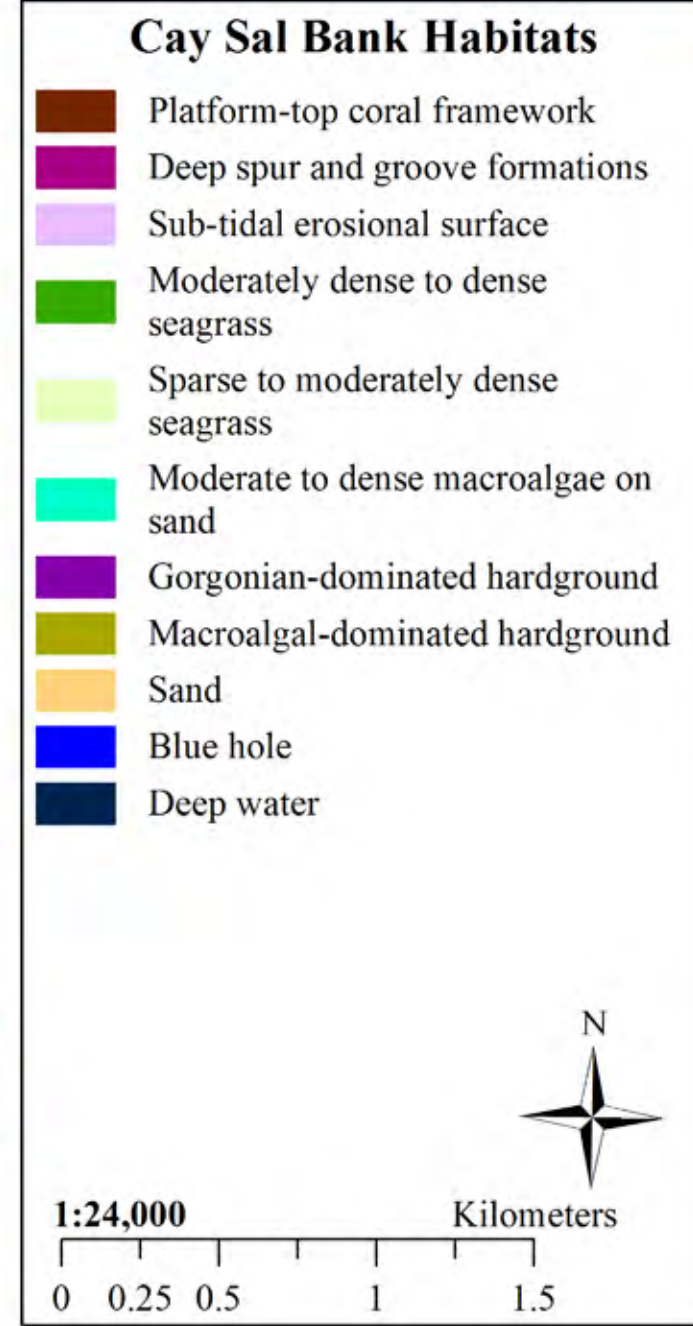 Cay Sal Bank Habitats
Platform-top coral framework
Deep spur and groove formations
Sub-tidal erosional surface
Moderately dense to dense
seagrass
Sparse to moderately dense
seagrass
Moderate to dense macroalgae on
sand
Gorgonian-dominated hardground
Macroalgal-dominated hardground
Sand
Blue hole
Deep water
N
1:24,000 Kilometers
0 0.25 0.5 1 1.5